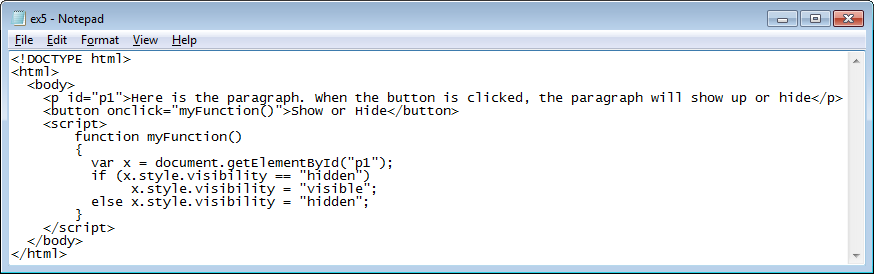 ex5 - Notepad
File Edit Format View Help
<!DOCTYPE html>
<html>
  <body>
    <p id="p1">Here is the paragraph. When the button is clicked, the paragraph will show up or hide</p>
    <button onclick="myFunction()">Show or Hide</button>
    <script>
        function myFunction()
        {
          var x = document.getElementById("p1");
          if (x.style.visibility == "hidden")
               x.style.visibility = "visible";
          else x.style.visibility = "hidden";
        }
    </script>
  </body>
</html>